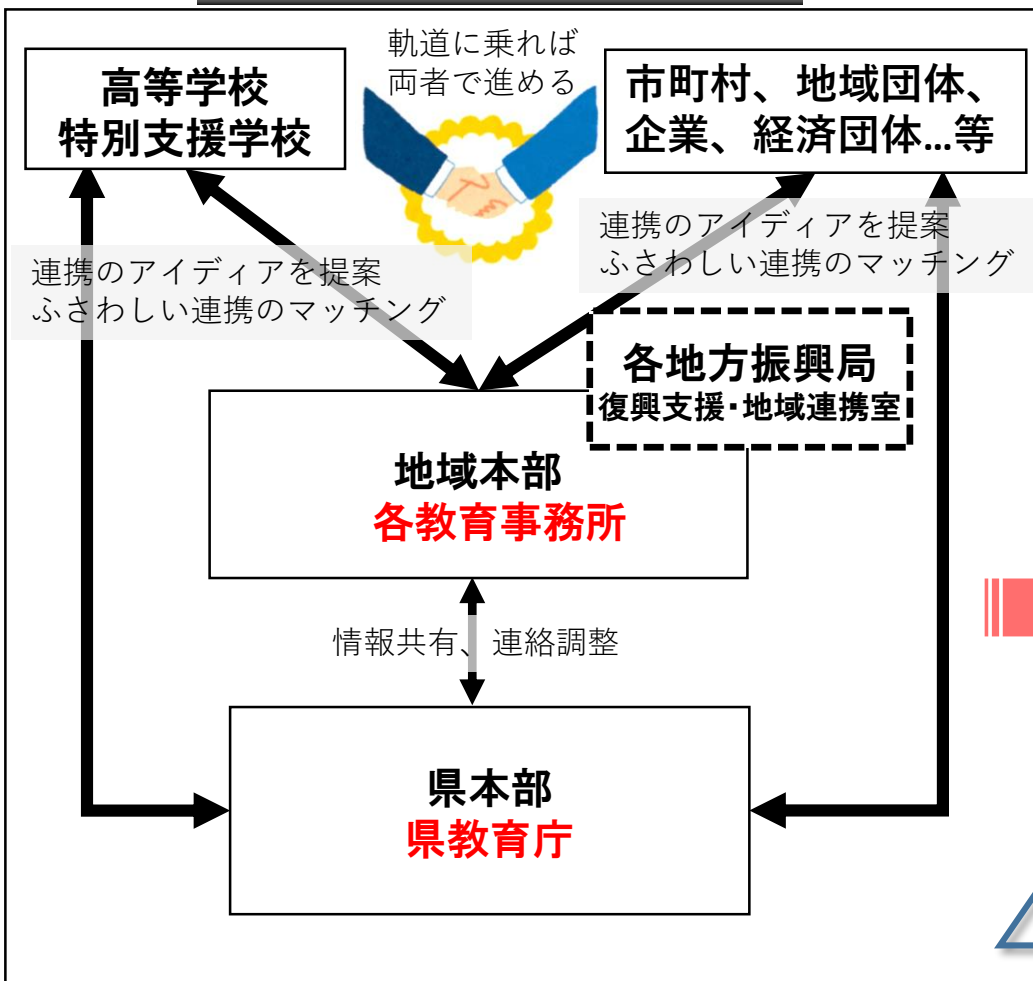 軌道に乗れば
両者で進める
高等学校
特別支援学校
市町村、地域団体、
企業、経済団体…等
連携のアイディアを提案
ふさわしい連携のマッチング
連携のアイディアを提案
ふさわしい連携のマッチング
各地方振興局
復興支援・地域連携室
地域本部
各教育事務所
情報共有、連絡調整
県本部
県教育庁